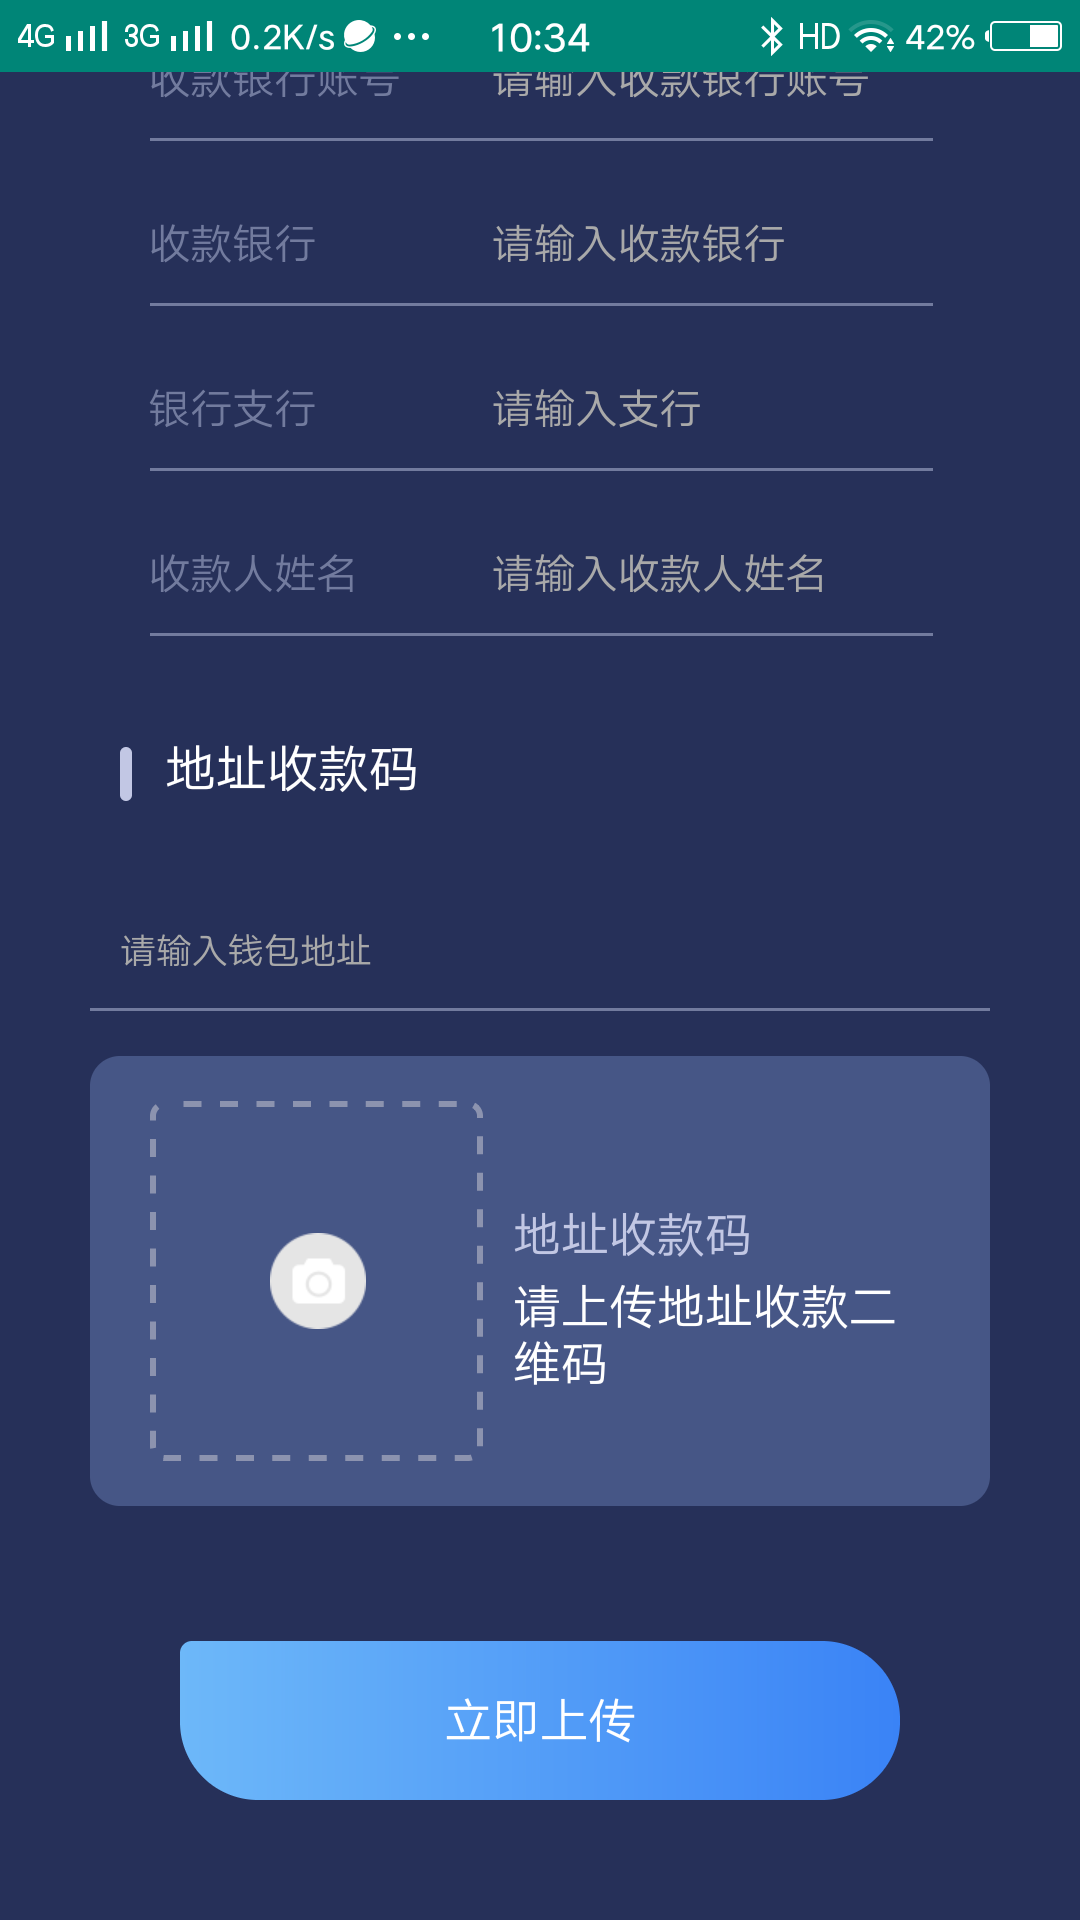 4G 3G 0.2K/s 10:34 HD 42%
收款银行账号 请输入收款银行账号
收款银行 请输入收款银行
银行支行 请输入支行
收款人姓名 请输入收款人姓名
地址收款码
请输入钱包地址
地址收款码
请上传地址收款二
维码
立即上传